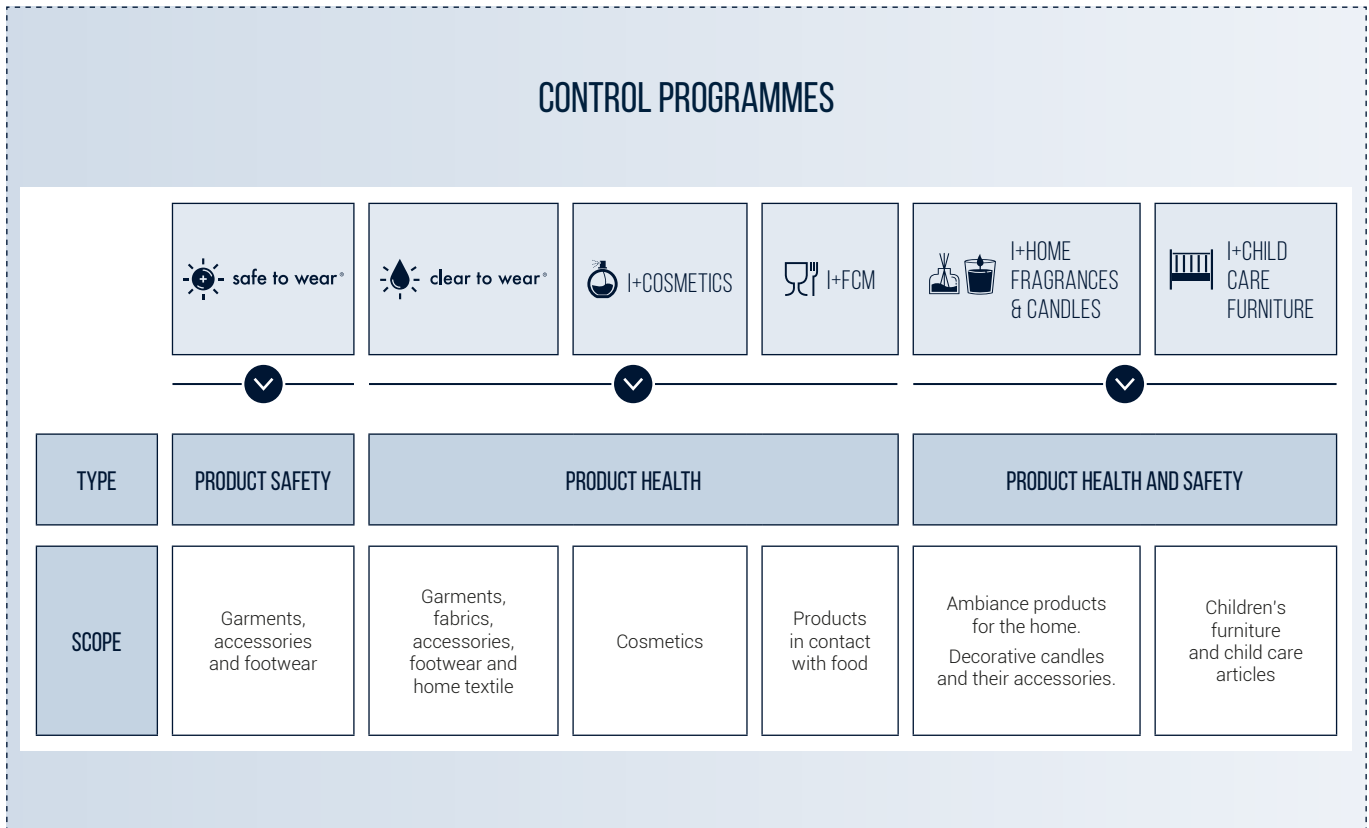 CONTROL PROGRAMMES
safe to wear®
clear to wear®
I+COSMETICS
I+FCM
I+HOME
FRAGRANCES
& CANDLES
I+CHILD
CARE
FURNITURE
TYPE
PRODUCT SAFETY
PRODUCT HEALTH
PRODUCT HEALTH AND SAFETY
SCOPE
Garments,
accessories
and footwear
Garments,
fabrics,
accessories,
footwear and
home textile
Cosmetics
Products
in contact
with food
Ambiance products
for the home.
Decorative candles
and their accessories.
Children's
furniture
and child care
articles